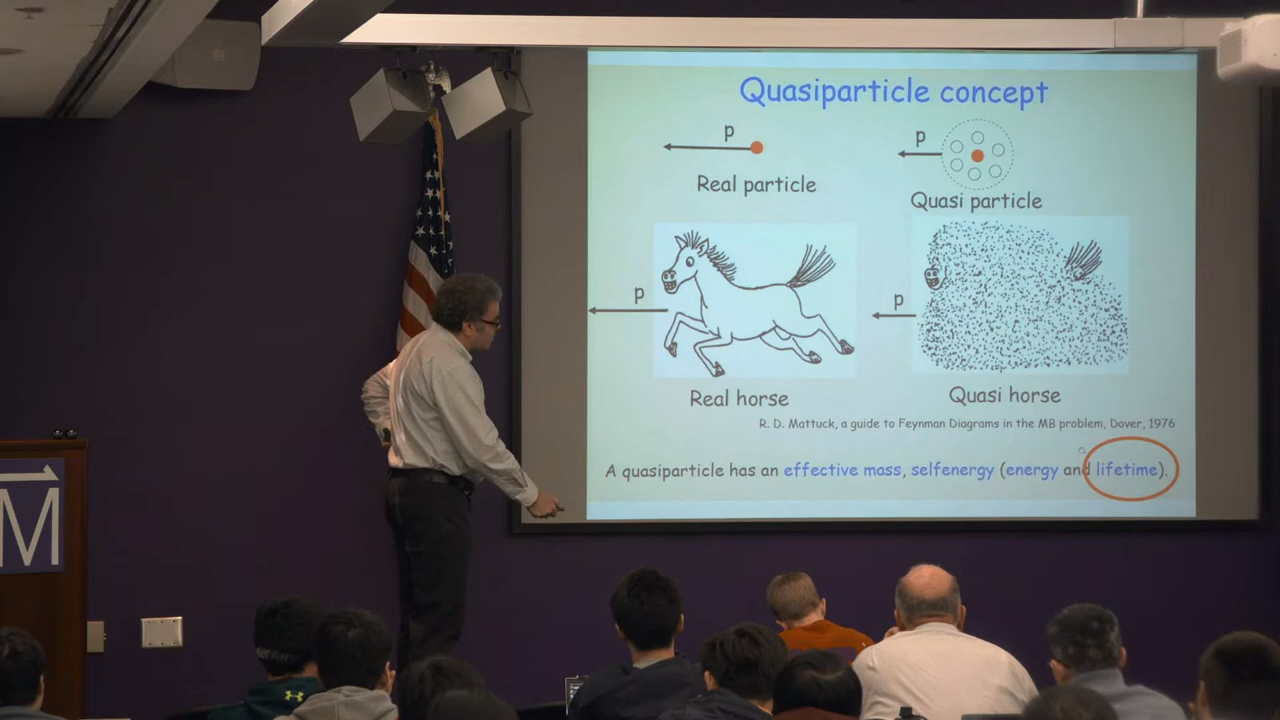 Quasiparticle concept
p
p
Real particle
Quasi particle
p
p
Real horse
Quasi horse
R. D. Mattuck, a guide to Feynman Diagrams in the MB problem, Dover, 1976
A quasiparticle has an effective mass, selfenergy (energy and lifetime).
M